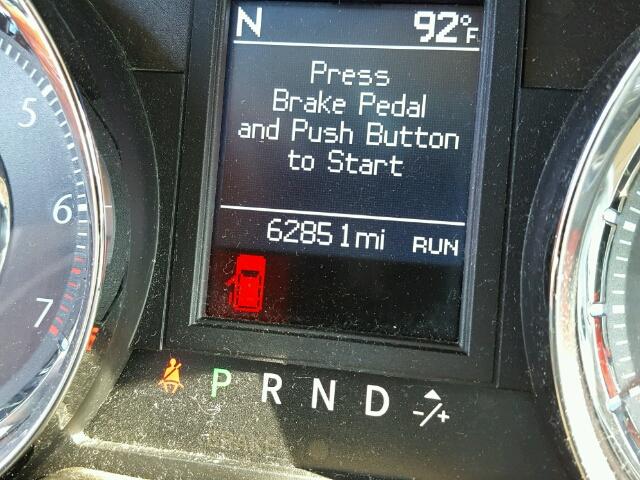 N 92°F
Press
Brake Pedal
and Push Button
to Start
62851mi RUN
5
6
7
P R N D -/+